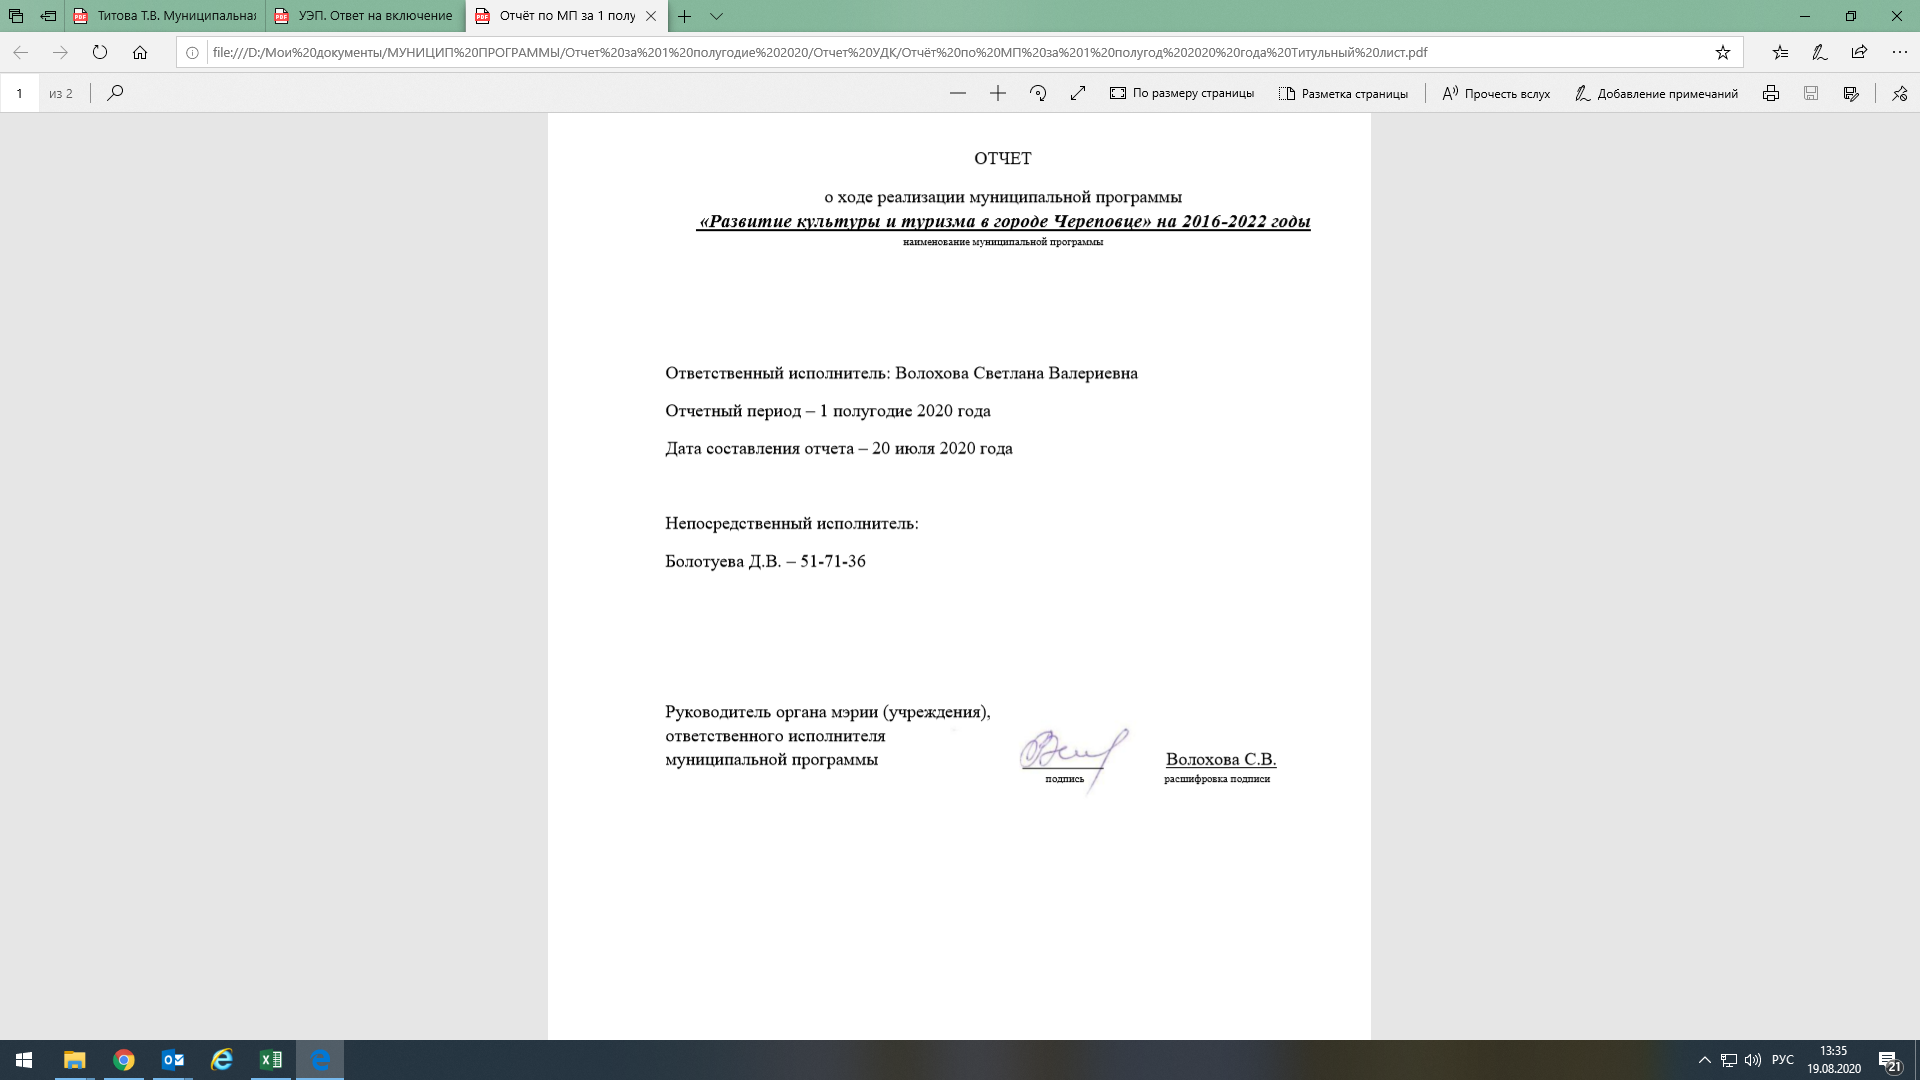 Титова Т.В. Муниципальная
УЭП. Ответ на включение
Отчёт по МП за 1 полу
file:///D:/Мои%20документы/МУНИЦИП%20ПРОГРАММЫ/Отчет%20за%201%20полугодие%202020/Отчет%20УДК/Отчёт%20по%20МП%20за%201%20полугод%202020%20года%20Титульный%20лист.pdf
1 из 2
По размеру страницы
Разметка страницы
Прочесть вслух
Добавление примечаний
ОТЧЕТ
о ходе реализации муниципальной программы
«Развитие культуры и туризма в городе Череповце» на 2016-2022 годы
наименование муниципальной программы
Ответственный исполнитель: Волохова Светлана Валериевна
Отчетный период – 1 полугодие 2020 года
Дата составления отчета – 20 июля 2020 года
Непосредственный исполнитель:
Болотуева Д.В. – 51-71-36
Руководитель органа мэрии (учреждения),
ответственного исполнителя
муниципальной программы
Волохова С.В.
подпись
расшифровка подписи
РУС
13:35
19.08.2020
21